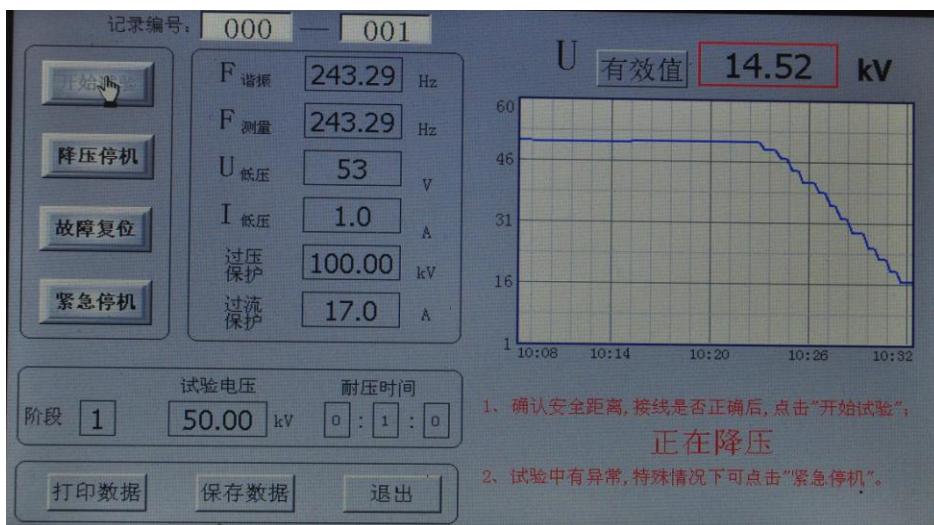 记录编号: 000 — 001
开始试验
降压停机
故障复位
紧急停机
F 谐振 243.29 Hz
F 测量 243.29 Hz
U 低压 53 V
I 低压 1.0 A
过压保护 100.00 kV
过流保护 17.0 A
U 有效值 14.52 kV
60
46
31
16
1
10:08 10:14 10:20 10:26 10:32
试验电压 耐压时间
阶段 1 50.00 kV 0 : 1 : 0
1、确认安全距离,接线是否正确后,点击"开始试验";
正在降压
2、试验中有异常,特殊情况下可点击"紧急停机"。
打印数据 保存数据 退出